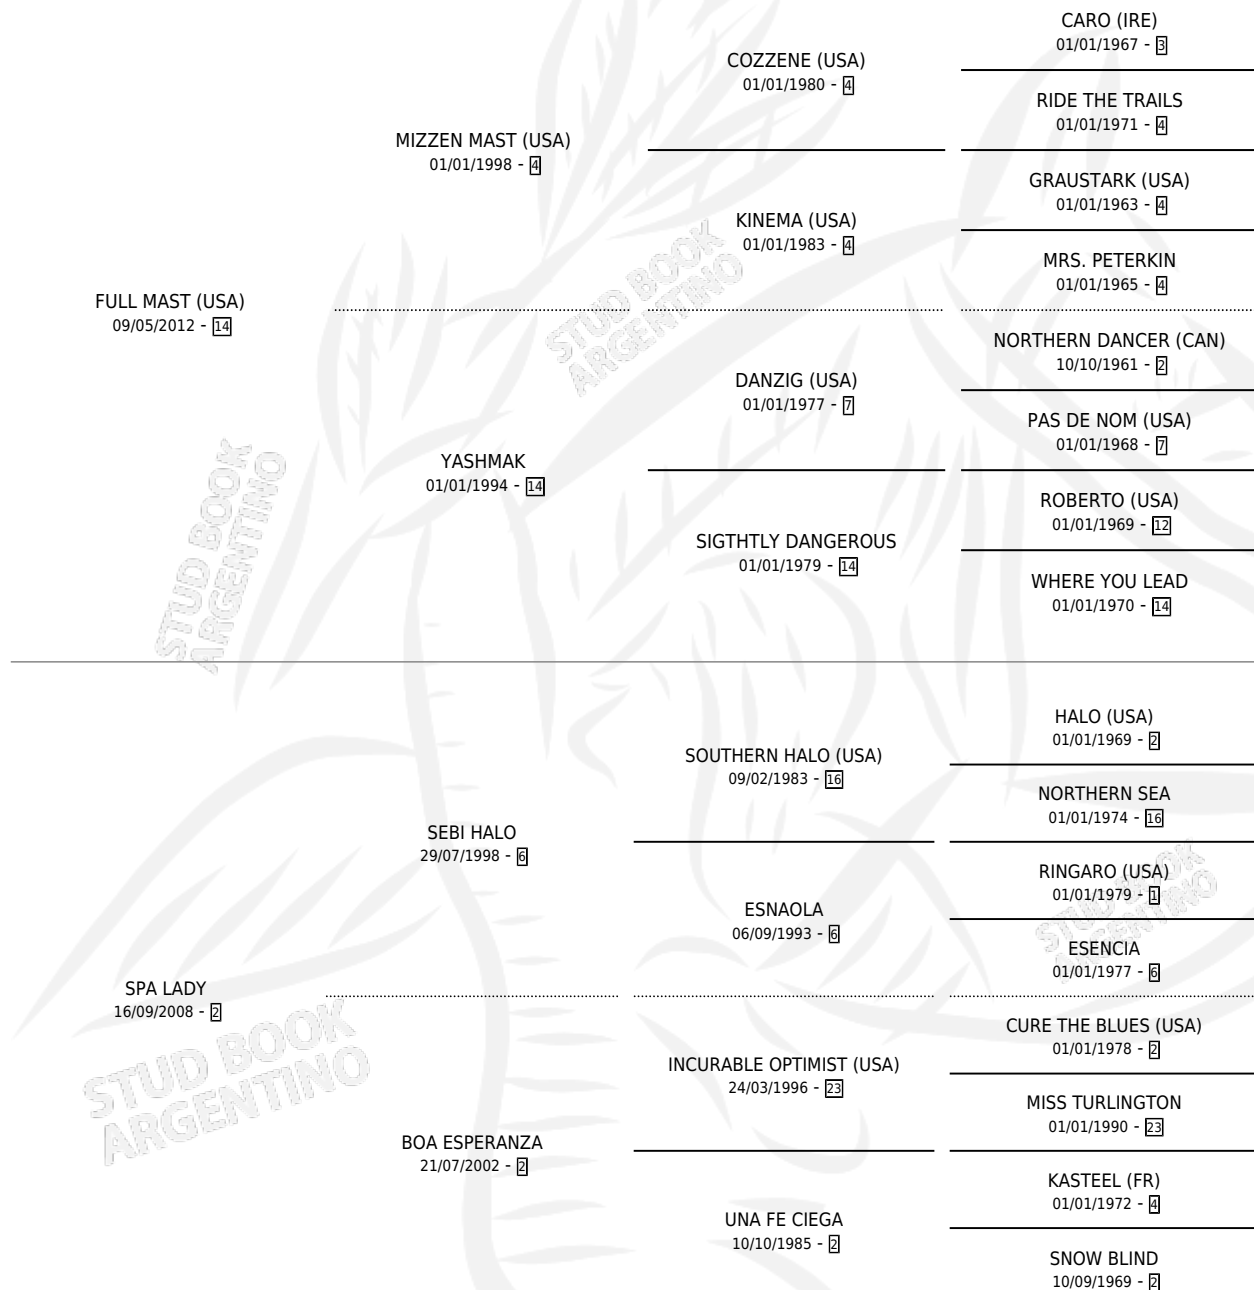 CARO (IRE)
01/01/1967 - 3
COZZENE (USA)
01/01/1980 - 4
RIDE THE TRAILS
01/01/1971 - 4
MIZZEN MAST (USA)
01/01/1998 - 4
GRAUSTARK (USA)
01/01/1963 - 4
KINEMA (USA)
01/01/1983 - 4
MRS. PETERKIN
01/01/1965 - 4
FULL MAST (USA)
09/05/2012 - 14
STUD BOOK
ARGENTINO
NORTHERN DANCER (CAN)
10/10/1961 - 2
DANZIG (USA)
01/01/1977 - 7
PAS DE NOM (USA)
01/01/1968 - 7
YASHMAK
01/01/1994 - 14
ROBERTO (USA)
01/01/1969 - 12
SIGTHTLY DANGEROUS
01/01/1979 - 14
WHERE YOU LEAD
01/01/1970 - 14
STUD BOOK
ARGENTINO
HALO (USA)
01/01/1969 - 2
SOUTHERN HALO (USA)
09/02/1983 - 16
NORTHERN SEA
01/01/1974 - 16
SEBI HALO
29/07/1998 - 6
RINGARO (USA)
01/01/1979 - 1
ESNAOLA
06/09/1993 - 6
STUD BOOK
ARGENTINO
ESENCIA
01/01/1977 - 6
SPA LADY
16/09/2008 - 2
CURE THE BLUES (USA)
01/01/1978 - 2
INCURABLE OPTIMIST (USA)
24/03/1996 - 23
STUD BOOK
ARGENTINO
MISS TURLINGTON
01/01/1990 - 23
BOA ESPERANZA
21/07/2002 - 2
KASTEEL (FR)
01/01/1972 - 4
UNA FE CIEGA
10/10/1985 - 2
SNOW BLIND
10/09/1969 - 2